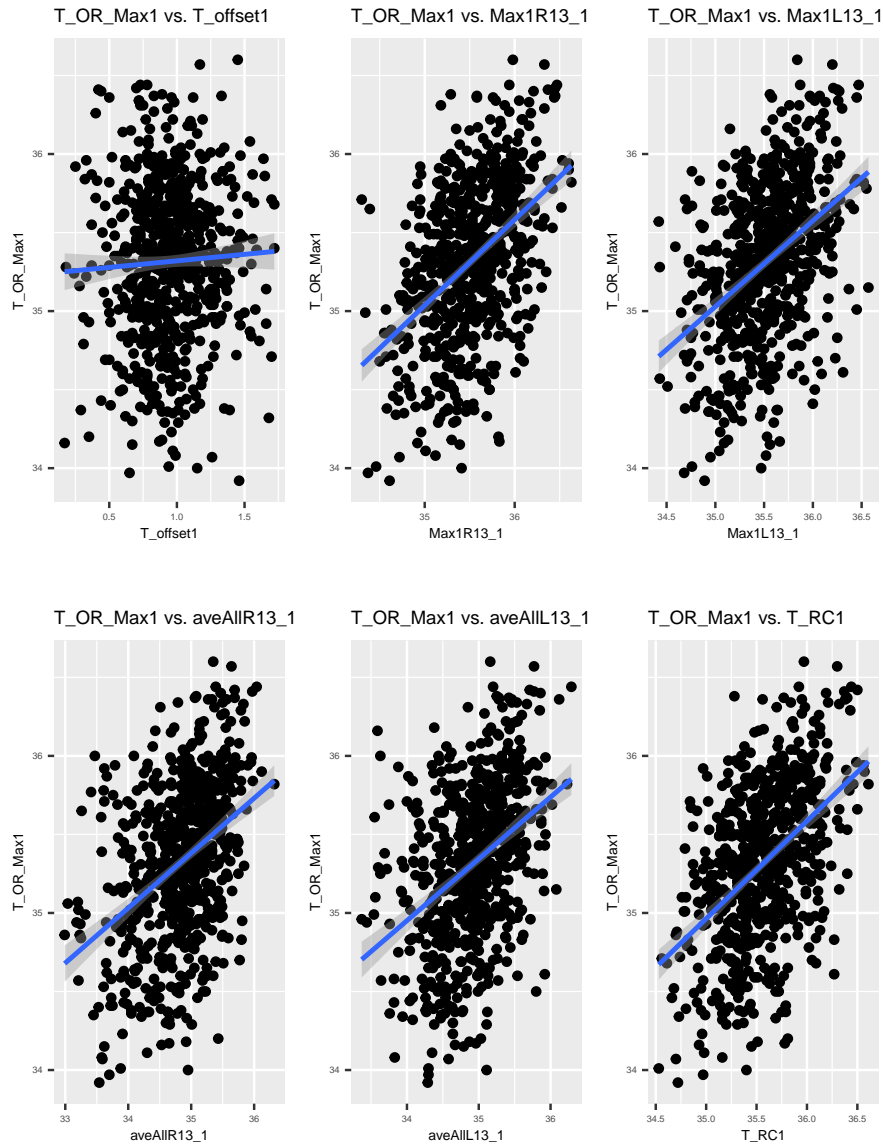 T_OR_Max1 vs. T_offset1
T_OR_Max1 vs. Max1R13_1
T_OR_Max1 vs. Max1L13_1
36
35
34
T_OR_Max1
0.5 1.0 1.5
T_offset1
36
35
34
T_OR_Max1
35 36
Max1R13_1
36
35
34
T_OR_Max1
34.5 35.0 35.5 36.0 36.5
Max1L13_1
T_OR_Max1 vs. aveAllR13_1
T_OR_Max1 vs. aveAllL13_1
T_OR_Max1 vs. T_RC1
36
35
34
T_OR_Max1
33 34 35 36
aveAllR13_1
36
35
34
T_OR_Max1
34 35 36
aveAllL13_1
36
35
34
T_OR_Max1
34.5 35.0 35.5 36.0 36.5
T_RC1